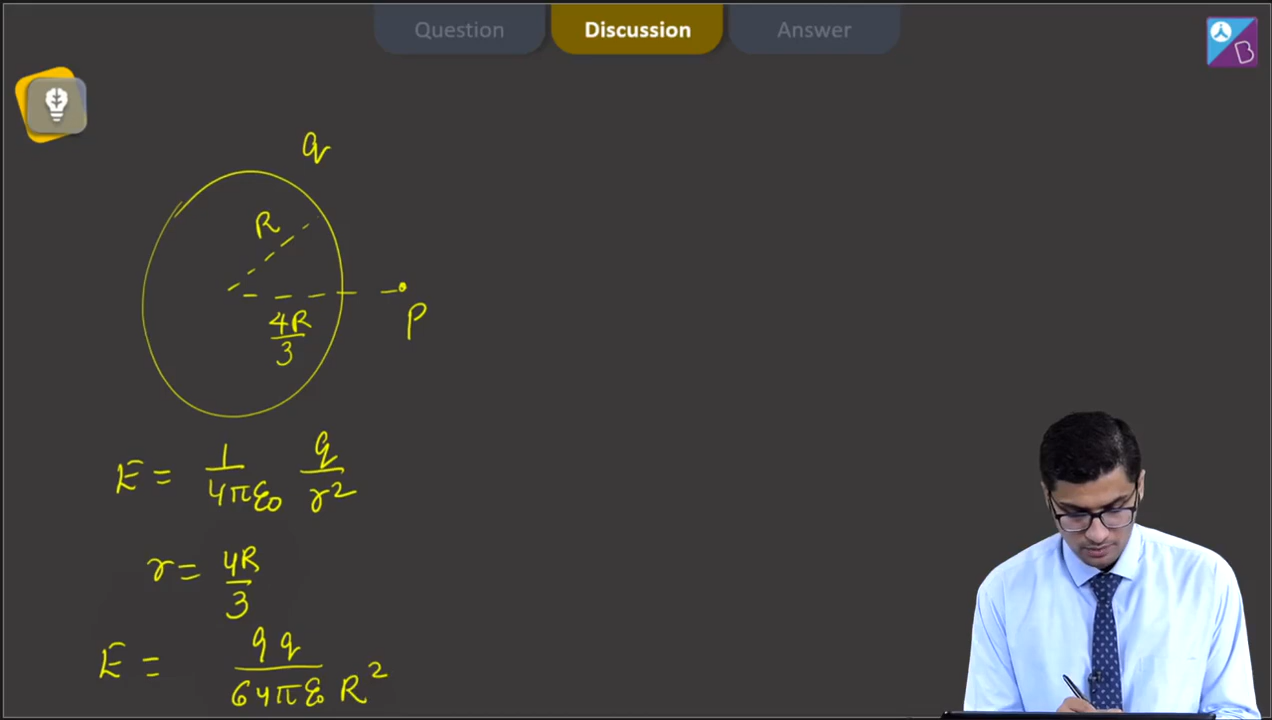 Question
Discussion
Answer
B
q
R
4R/3
P
E = 1/4πε₀ q/r²
r = 4R/3
E = 9q/64πε₀R²